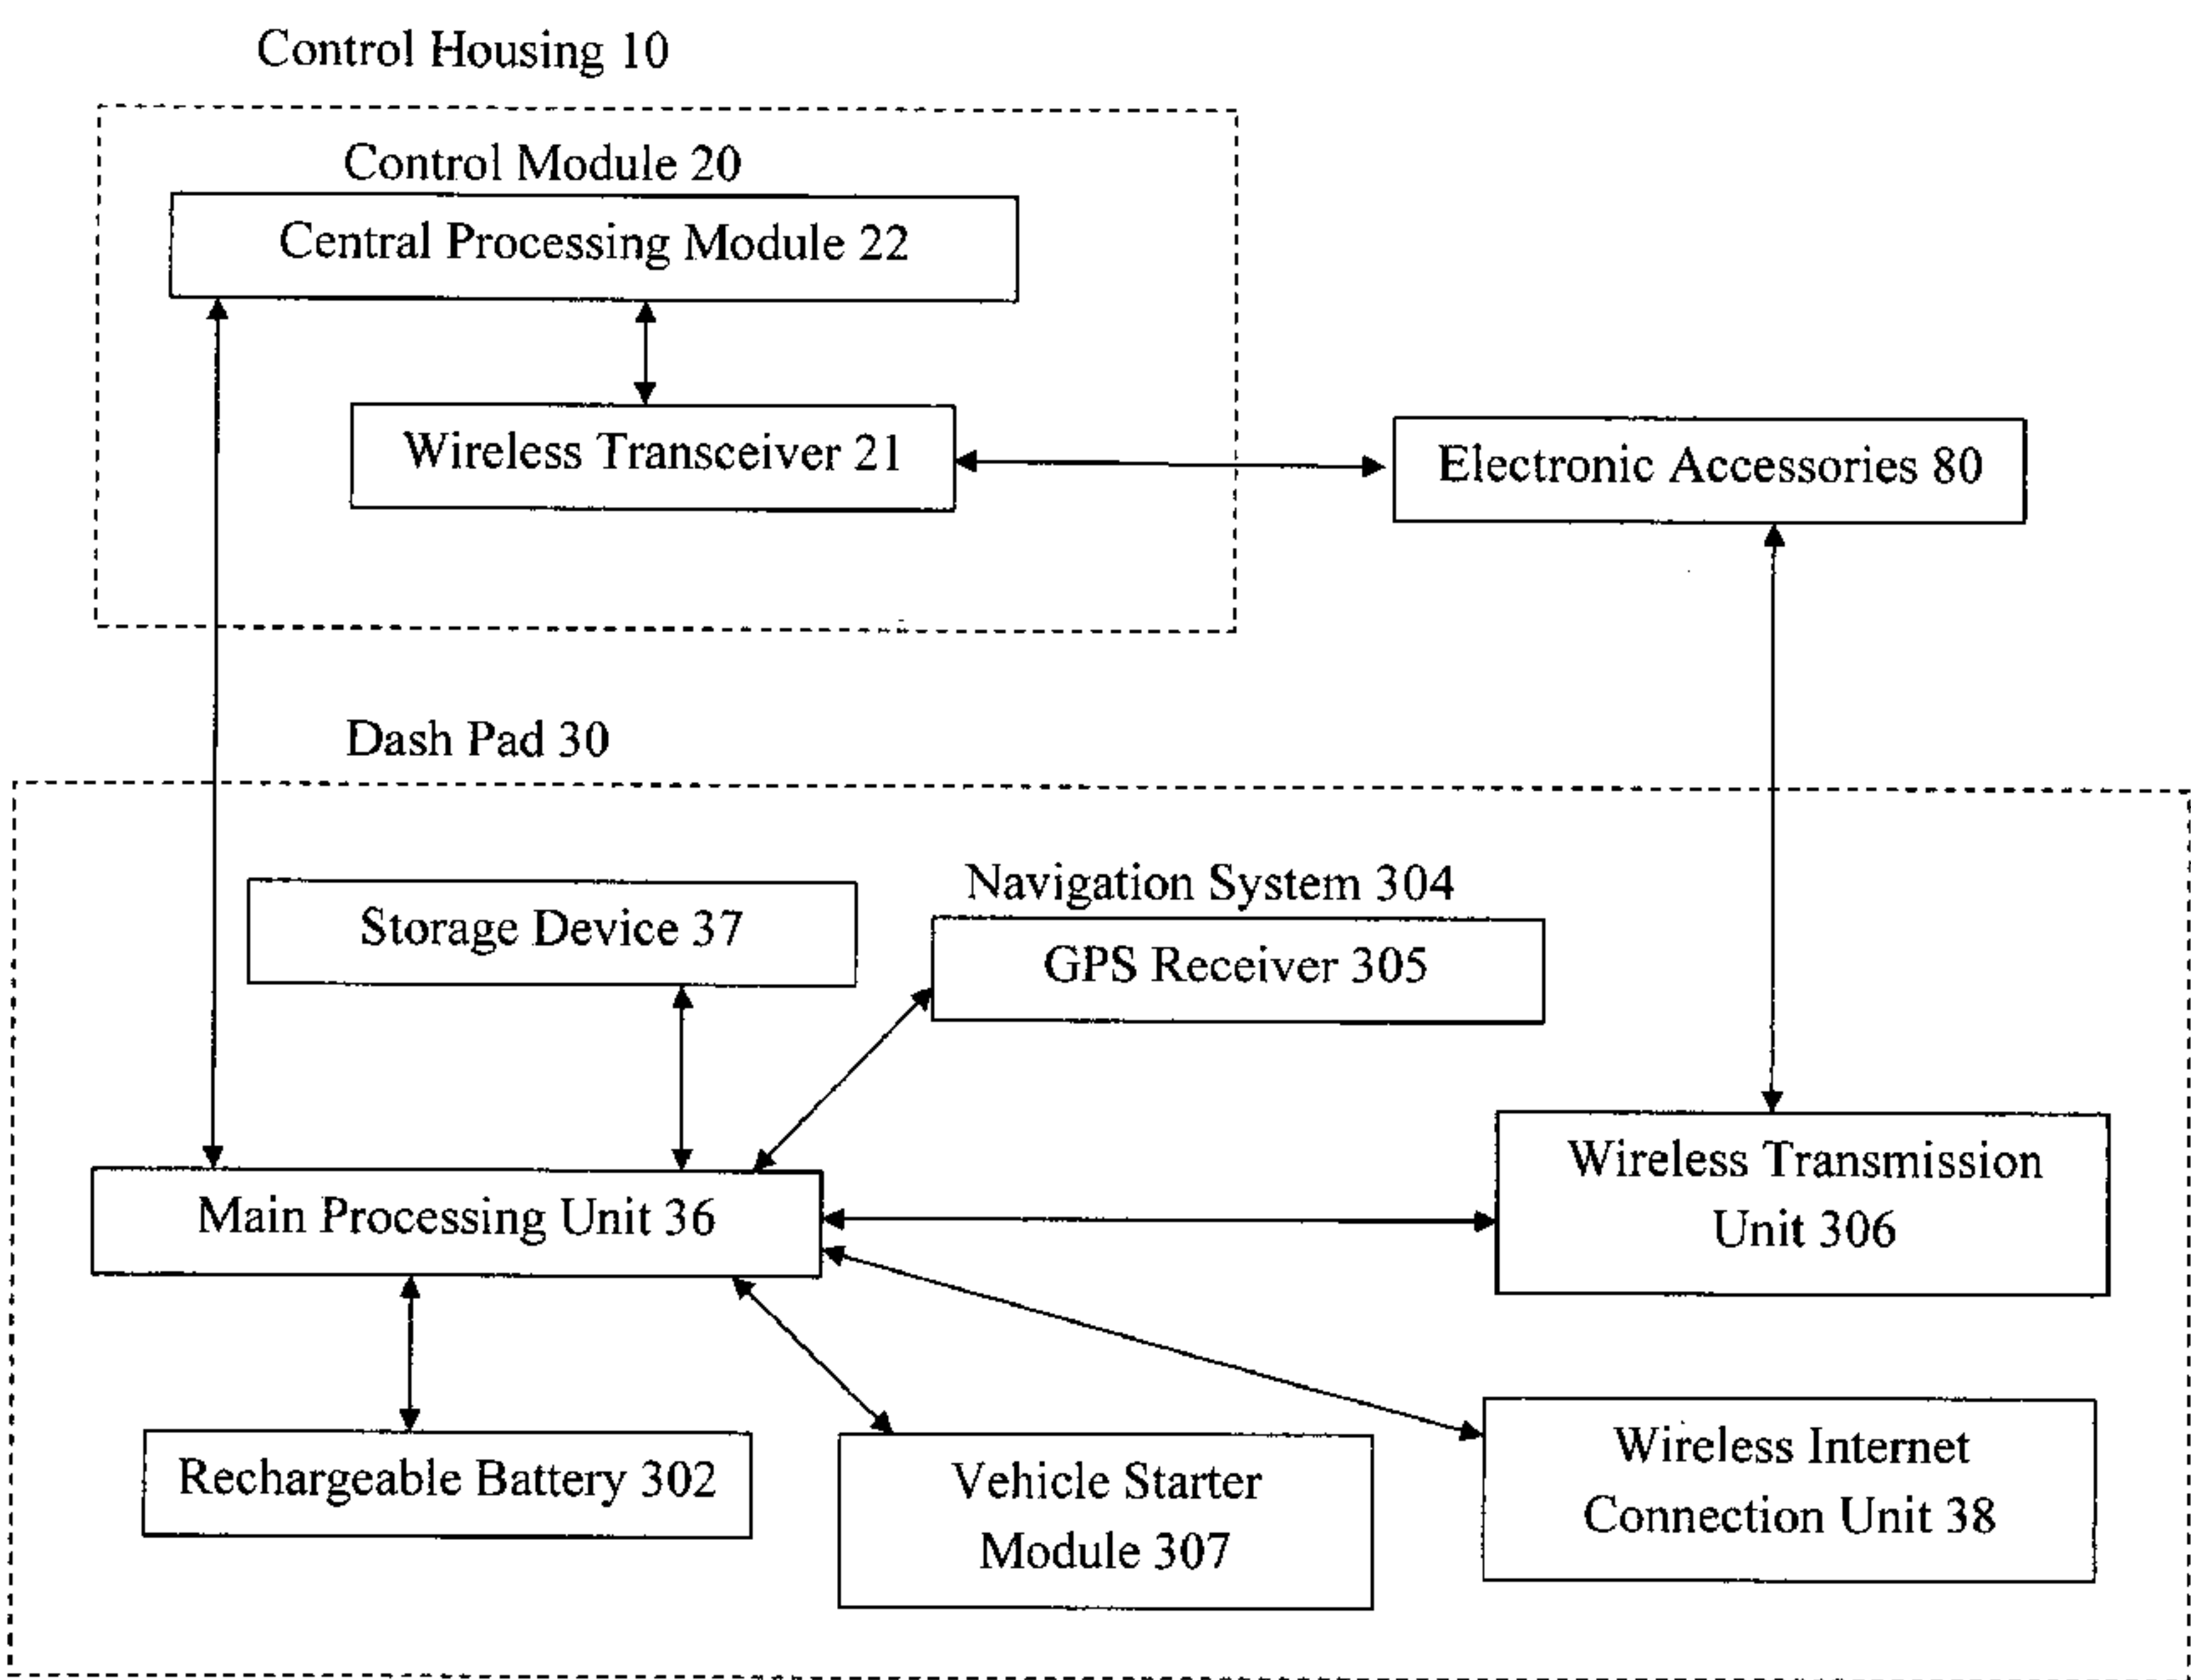 Control Housing 10
Control Module 20
Central Processing Module 22
Wireless Transceiver 21
Electronic Accessories 80
Dash Pad 30
Storage Device 37
Navigation System 304
GPS Receiver 305
Main Processing Unit 36
Wireless Transmission
Unit 306
Rechargeable Battery 302
Vehicle Starter
Module 307
Wireless Internet
Connection Unit 38